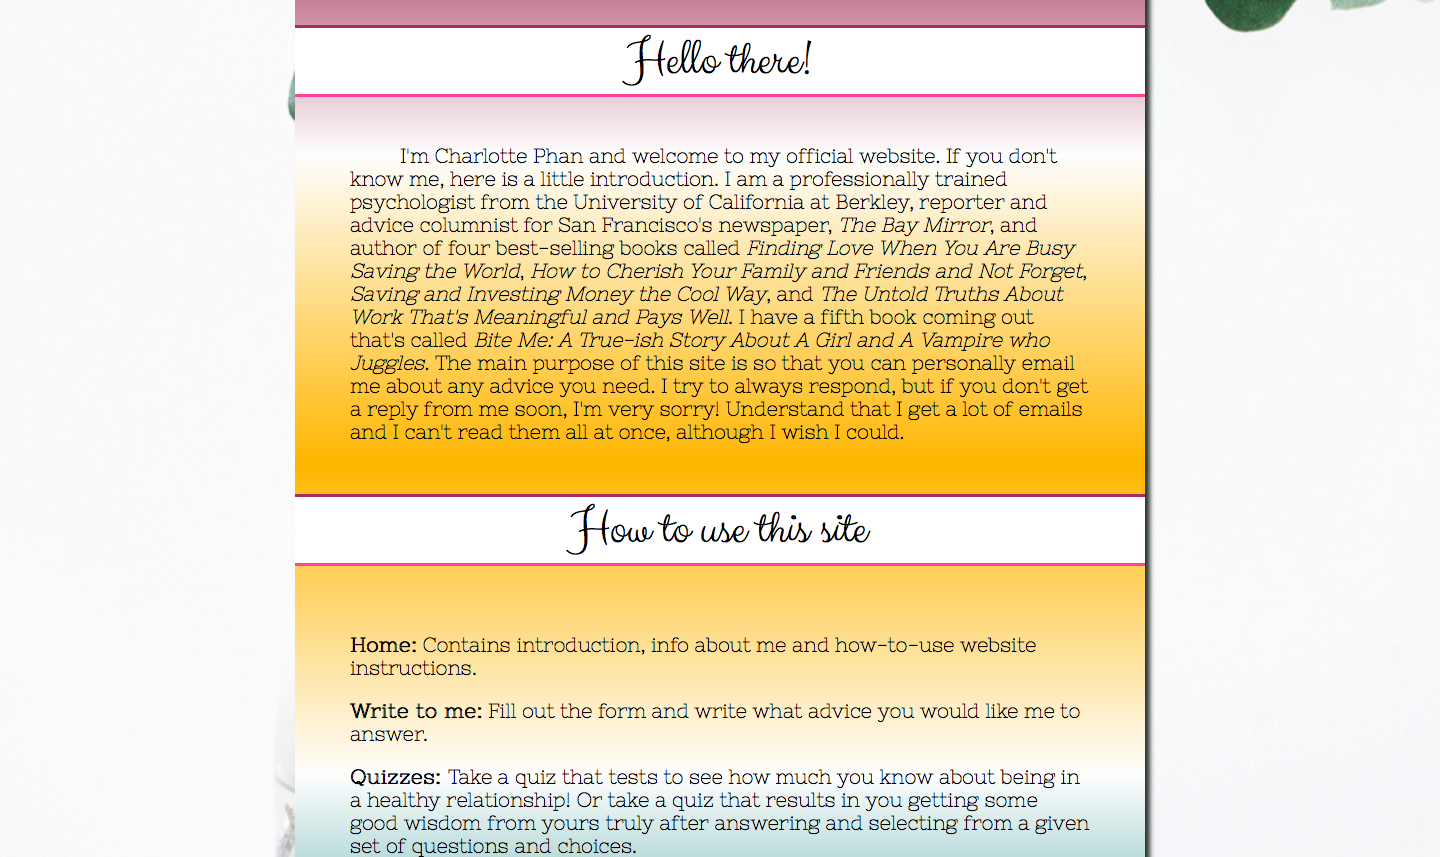 Hello there!
I'm Charlotte Phan and welcome to my official website. If you don't
know me, here is a little introduction. I am a professionally trained
psychologist from the University of California at Berkley, reporter and
advice columnist for San Francisco's newspaper, The Bay Mirror, and
author of four best-selling books called Finding Love When You Are Busy
Saving the World, How to Cherish Your Family and Friends and Not Forget,
Saving and Investing Money the Cool Way, and The Untold Truths About
Work That's Meaningful and Pays Well. I have a fifth book coming out
that's called Bite Me: A True-ish Story About A Girl and A Vampire who
Juggles. The main purpose of this site is so that you can personally email
me about any advice you need. I try to always respond, but if you don't get
a reply from me soon, I'm very sorry! Understand that I get a lot of emails
and I can't read them all at once, although I wish I could.
How to use this site
Home: Contains introduction, info about me and how-to-use website
instructions.
Write to me: Fill out the form and write what advice you would like me to
answer.
Quizzes: Take a quiz that tests to see how much you know about being in
a healthy relationship! Or take a quiz that results in you getting some
good wisdom from yours truly after answering and selecting from a given
set of questions and choices.